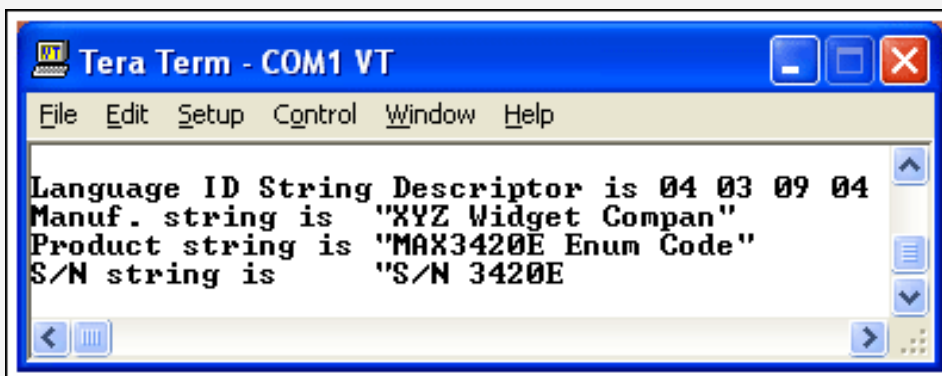 Tera Term - COM1 VT
File Edit Setup Control Window Help
Language ID String Descriptor is 04 03 09 04
Manuf. string is "XYZ Widget Compan"
Product string is "MAX3420E Enum Code"
S/N string is "S/N 3420E